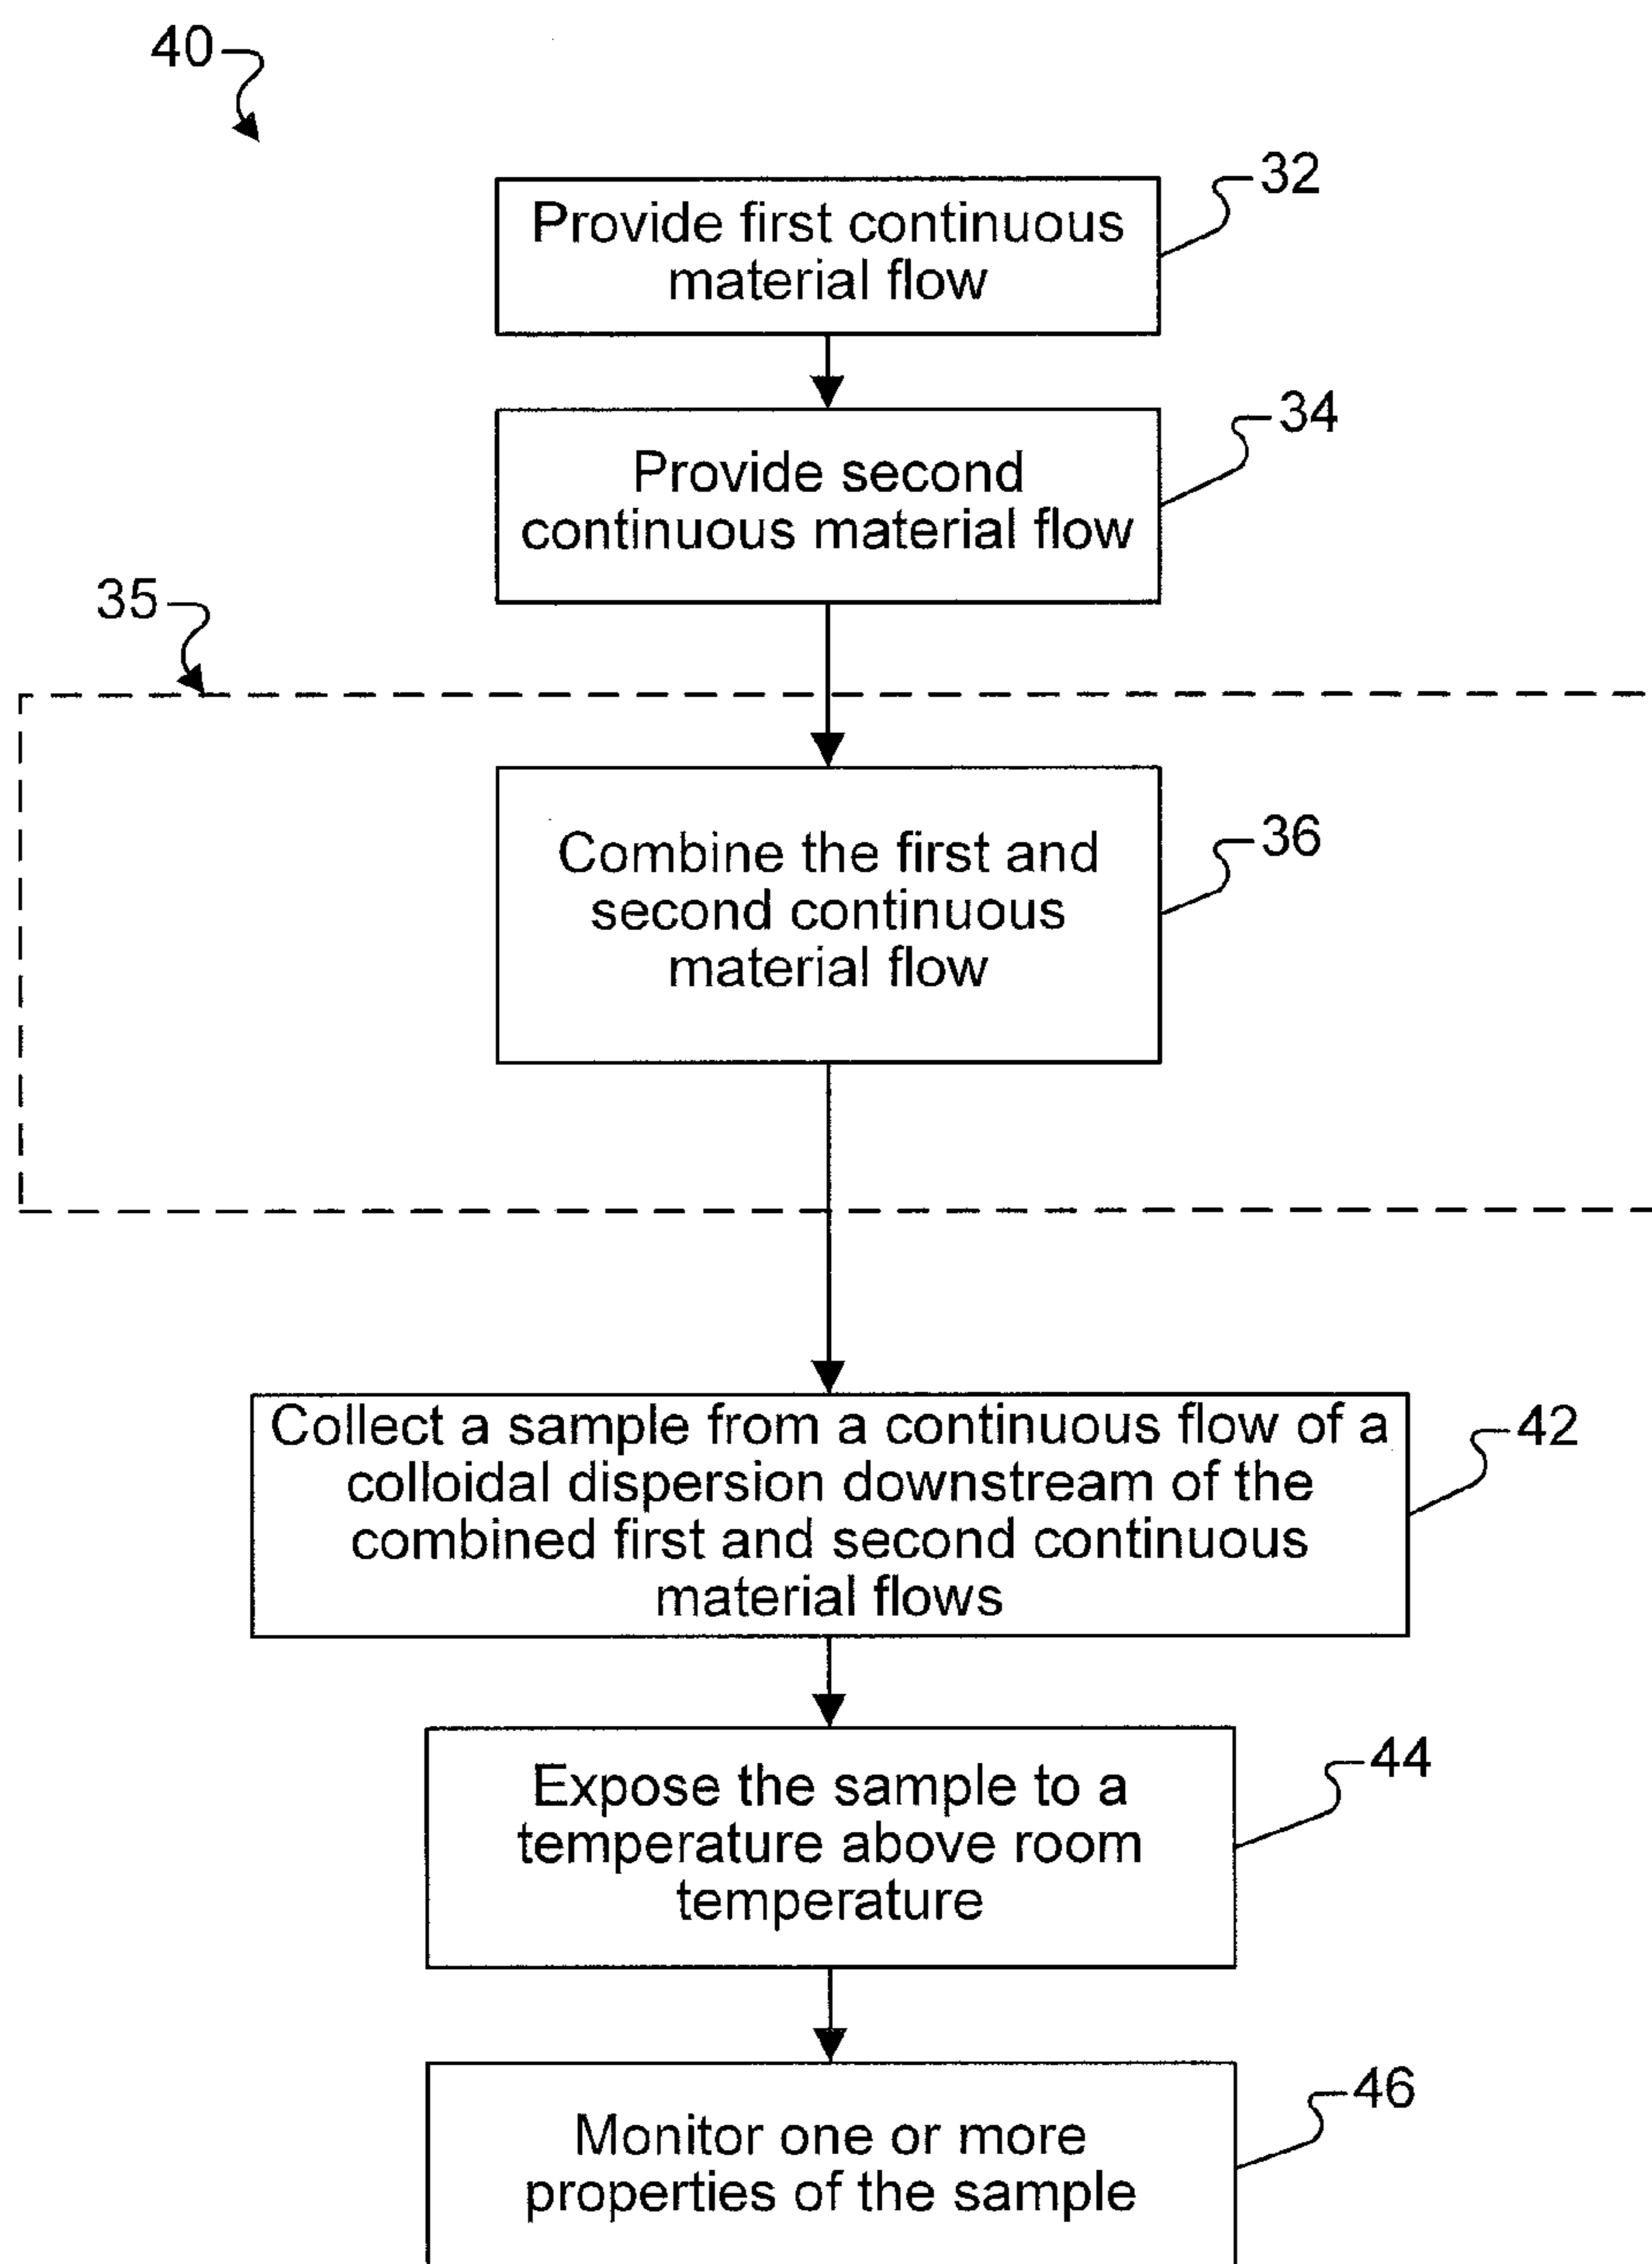 40
32
Provide first continuous
material flow
34
Provide second
continuous material flow
35
36
Combine the first and
second continuous
material flow
42
Collect a sample from a continuous flow of a
colloidal dispersion downstream of the
combined first and second continuous
material flows
44
Expose the sample to a
temperature above room
temperature
46
Monitor one or more
properties of the sample